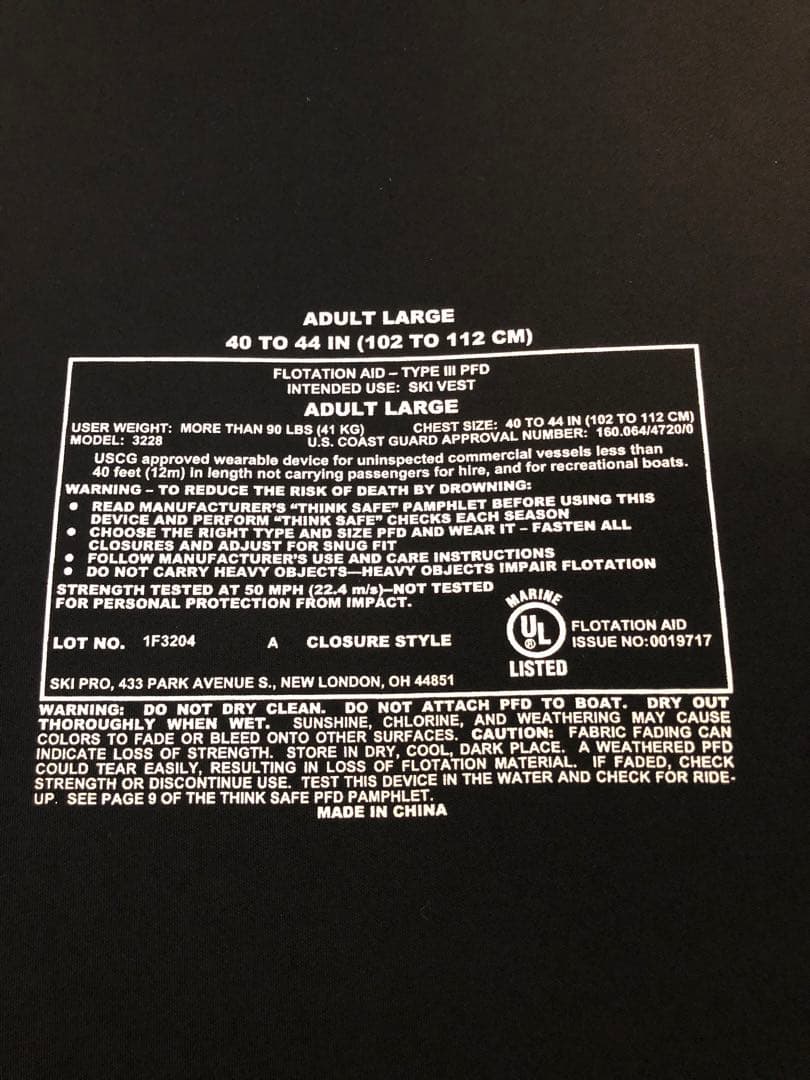 ADULT LARGE
40 TO 44 IN (102 TO 112 CM)
FLOTATION AID – TYPE III PFD
INTENDED USE: SKI VEST
ADULT LARGE
USER WEIGHT: MORE THAN 90 LBS (41 KG) CHEST SIZE: 40 TO 44 IN (102 TO 112 CM)
MODEL: 3228 U.S. COAST GUARD APPROVAL NUMBER: 160.064/4720/0
USCG approved wearable device for uninspected commercial vessels less than
40 feet (12m) in length not carrying passengers for hire, and for recreational boats.
WARNING – TO REDUCE THE RISK OF DEATH BY DROWNING:
• READ MANUFACTURER'S "THINK SAFE" PAMPHLET BEFORE USING THIS
DEVICE AND PERFORM "THINK SAFE" CHECKS EACH SEASON
• CHOOSE THE RIGHT TYPE AND SIZE PFD AND WEAR IT – FASTEN ALL
CLOSURES AND ADJUST FOR SNUG FIT
• FOLLOW MANUFACTURER'S USE AND CARE INSTRUCTIONS
• DO NOT CARRY HEAVY OBJECTS—HEAVY OBJECTS IMPAIR FLOTATION
STRENGTH TESTED AT 50 MPH (22.4 m/s)–NOT TESTED
FOR PERSONAL PROTECTION FROM IMPACT.
MARINE
UL
®
LISTED
FLOTATION AID
ISSUE NO:0019717
LOT NO. 1F3204 A CLOSURE STYLE
SKI PRO, 433 PARK AVENUE S., NEW LONDON, OH 44851
WARNING: DO NOT DRY CLEAN. DO NOT ATTACH PFD TO BOAT. DRY OUT
THOROUGHLY WHEN WET. SUNSHINE, CHLORINE, AND WEATHERING MAY CAUSE
COLORS TO FADE OR BLEED ONTO OTHER SURFACES. CAUTION: FABRIC FADING CAN
INDICATE LOSS OF STRENGTH. STORE IN DRY, COOL, DARK PLACE. A WEATHERED PFD
COULD TEAR EASILY, RESULTING IN LOSS OF FLOTATION MATERIAL. IF FADED, CHECK
STRENGTH OR DISCONTINUE USE. TEST THIS DEVICE IN THE WATER AND CHECK FOR RIDE-
UP. SEE PAGE 9 OF THE THINK SAFE PFD PAMPHLET.
MADE IN CHINA